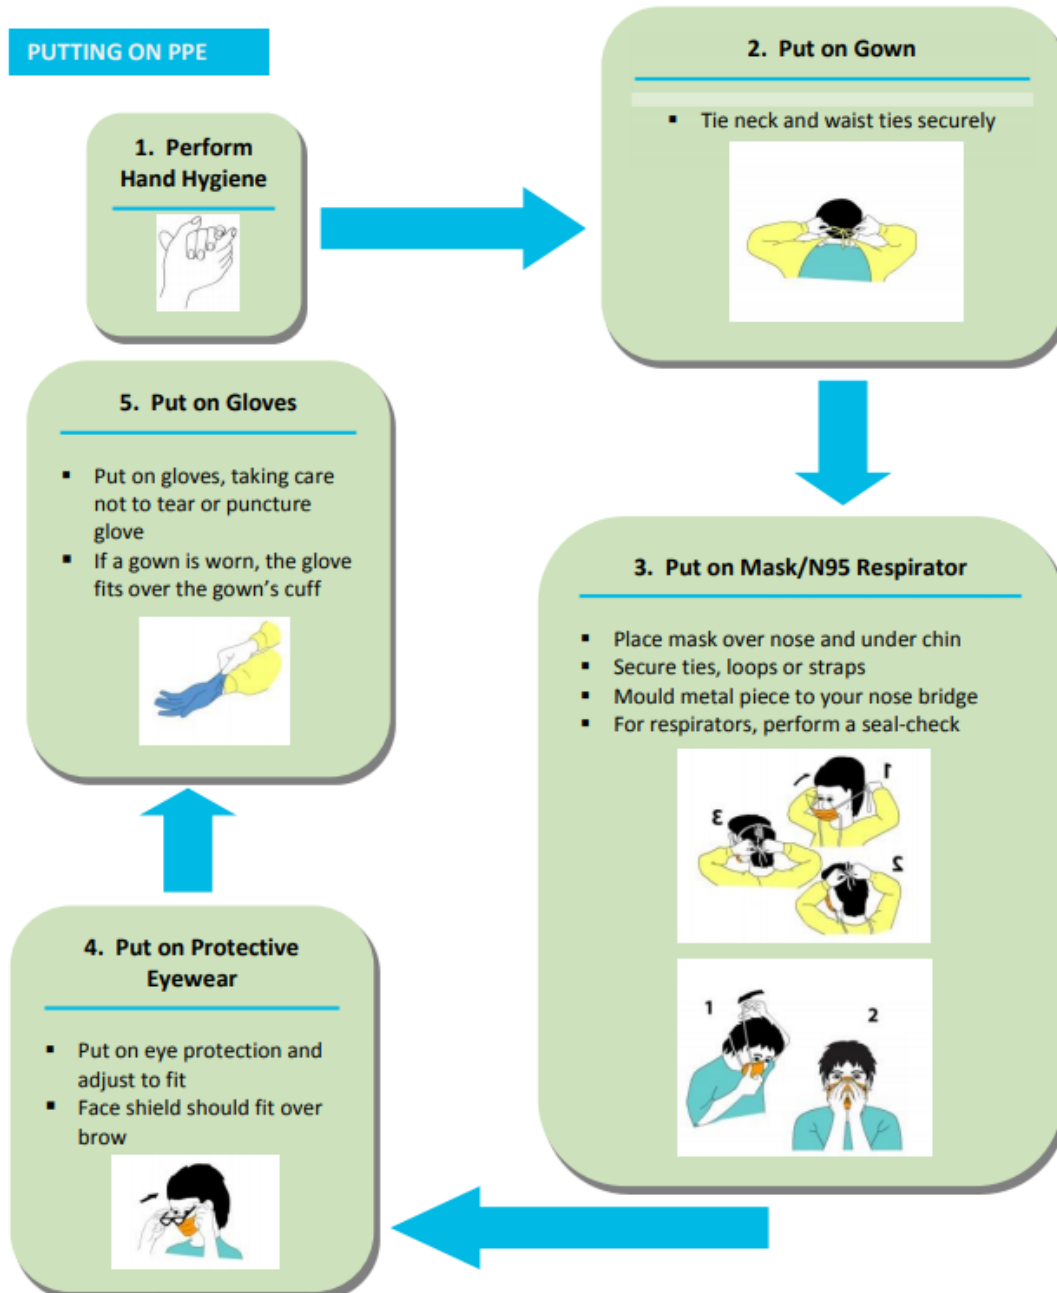 PUTTING ON PPE
1. Perform
Hand Hygiene
2. Put on Gown
▪ Tie neck and waist ties securely
3. Put on Mask/N95 Respirator
▪ Place mask over nose and under chin
▪ Secure ties, loops or straps
▪ Mould metal piece to your nose bridge
▪ For respirators, perform a seal-check
1
2
3
1
2
4. Put on Protective
Eyewear
▪ Put on eye protection and
adjust to fit
▪ Face shield should fit over
brow
5. Put on Gloves
▪ Put on gloves, taking care
not to tear or puncture
glove
▪ If a gown is worn, the glove
fits over the gown’s cuff